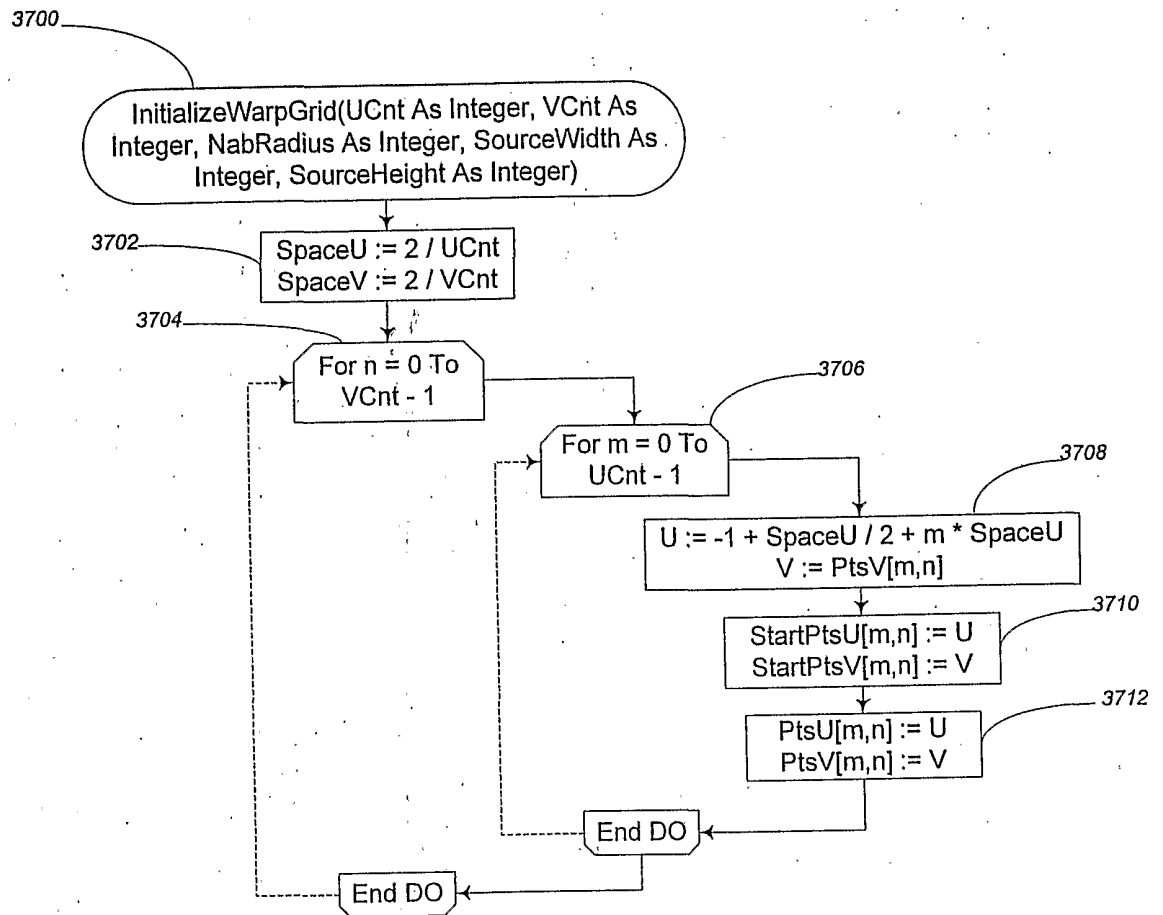 3700
InitializeWarpGrid(UCnt As Integer, VCnt As
Integer, NabRadius As Integer, SourceWidth As
Integer, SourceHeight As Integer)
3702
SpaceU := 2 / UCnt
SpaceV := 2 / VCnt
3704
For n = 0 To
VCnt - 1
3706
For m = 0 To
UCnt - 1
3708
U := -1 + SpaceU / 2 + m * SpaceU
V := PtsV[m,n]
3710
StartPtsU[m,n] := U
StartPtsV[m,n] := V
3712
PtsU[m,n] := U
PtsV[m,n] := V
End DO
End DO